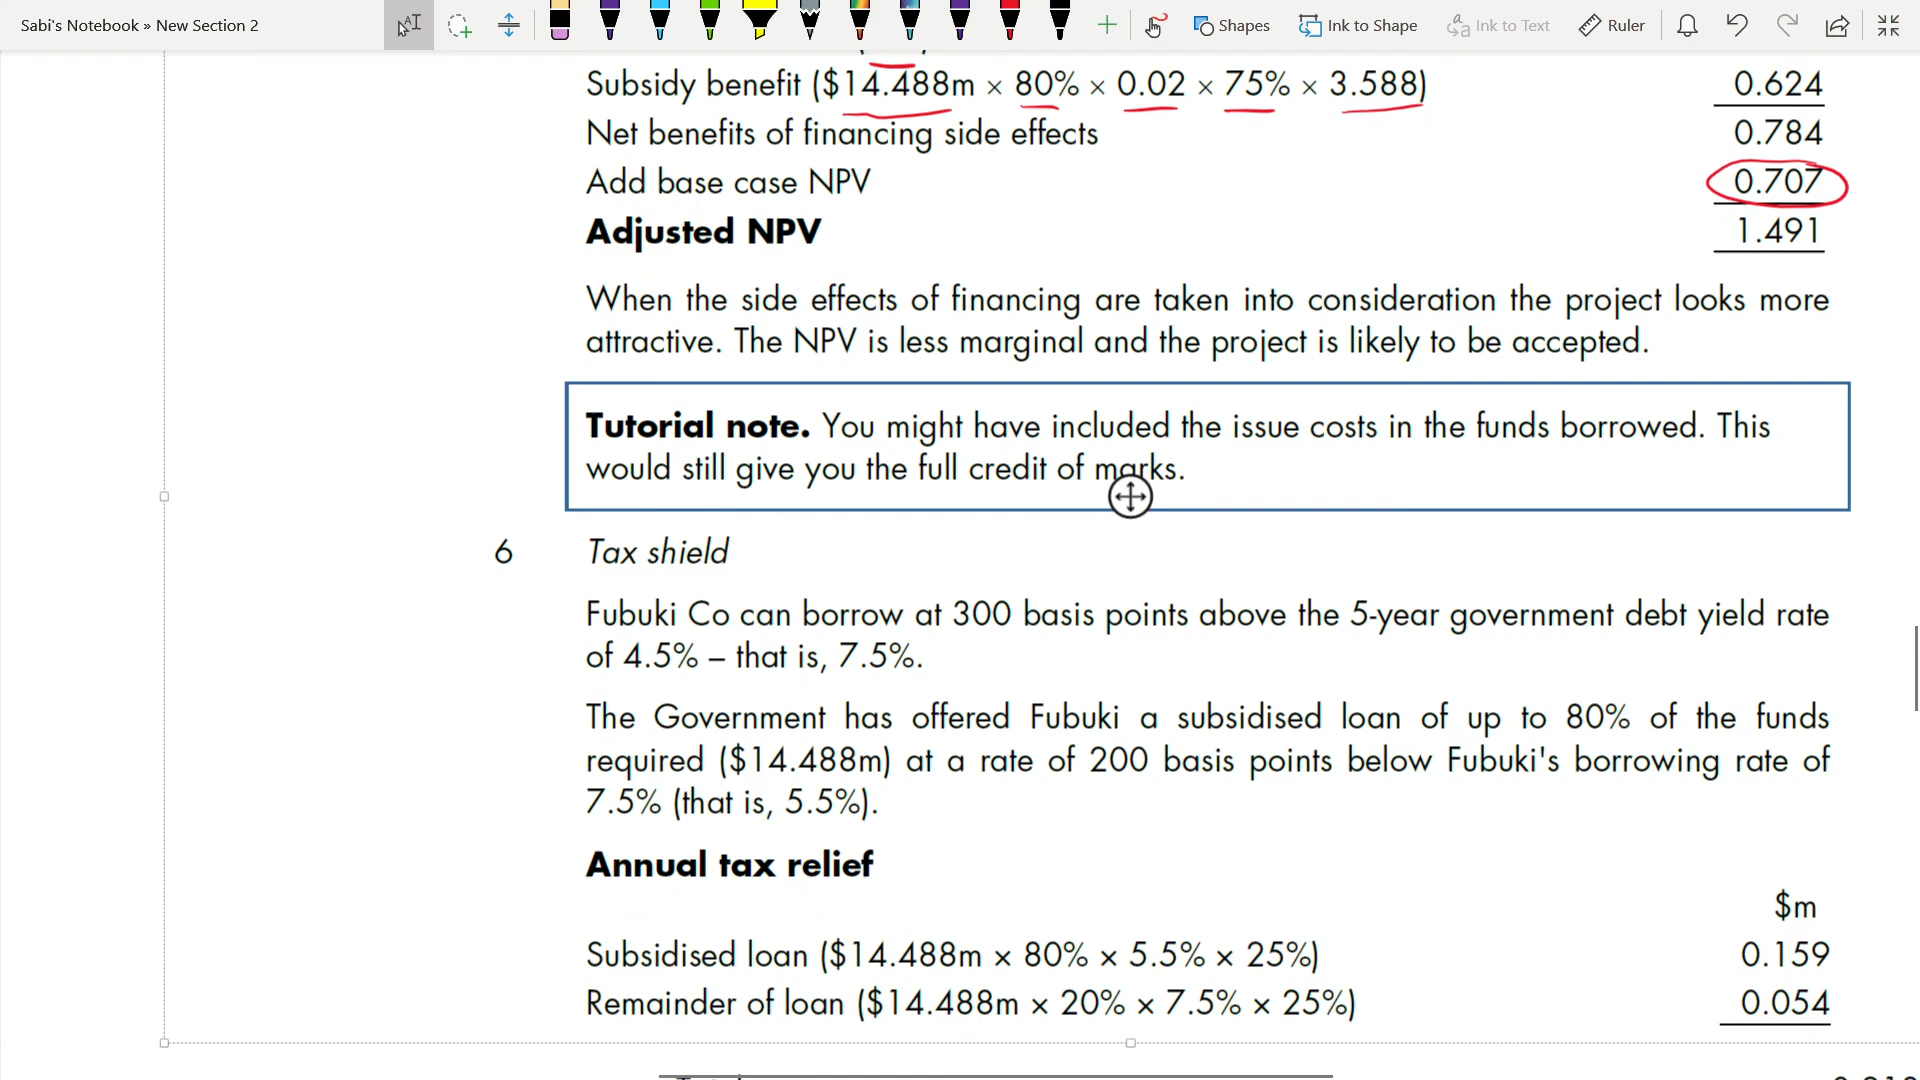 Sabi's Notebook » New Section 2
Shapes
Ink to Shape
Ink to Text
Ruler
Subsidy benefit ($14.488m × 80% × 0.02 × 75% × 3.588) 0.624
Net benefits of financing side effects 0.784
Add base case NPV 0.707
Adjusted NPV 1.491
When the side effects of financing are taken into consideration the project looks more
attractive. The NPV is less marginal and the project is likely to be accepted.
Tutorial note. You might have included the issue costs in the funds borrowed. This
would still give you the full credit of marks.
6 Tax shield
Fubuki Co can borrow at 300 basis points above the 5-year government debt yield rate
of 4.5% – that is, 7.5%.
The Government has offered Fubuki a subsidised loan of up to 80% of the funds
required ($14.488m) at a rate of 200 basis points below Fubuki's borrowing rate of
7.5% (that is, 5.5%).
Annual tax relief
$m
Subsidised loan ($14.488m × 80% × 5.5% × 25%) 0.159
Remainder of loan ($14.488m × 20% × 7.5% × 25%) 0.054